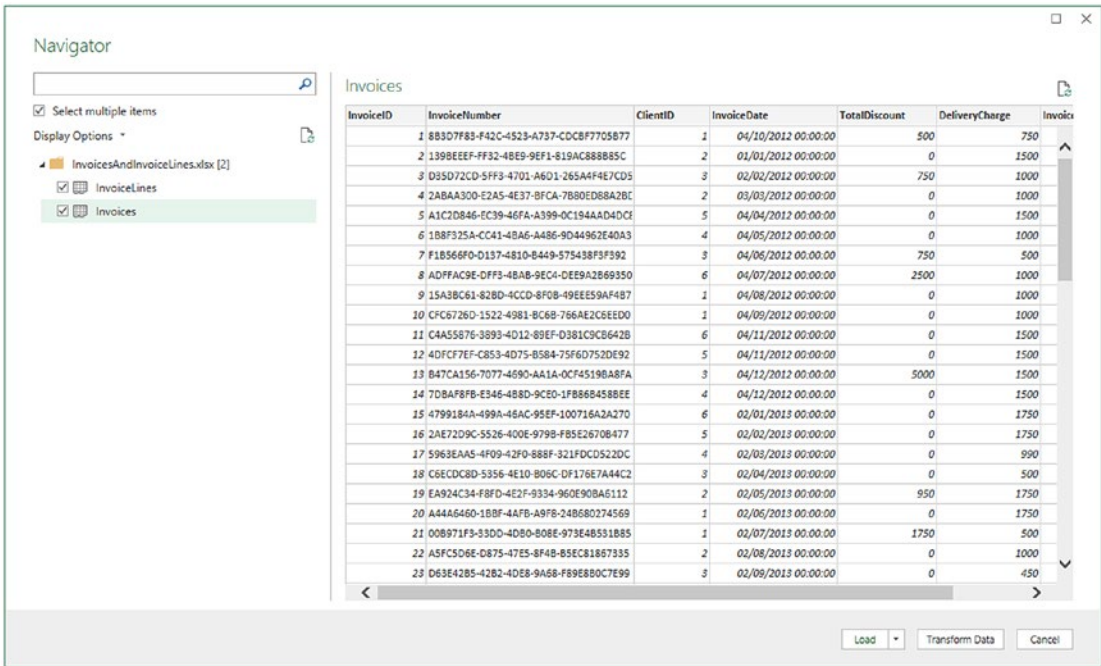 Navigator
Select multiple items
Display Options
InvoicesAndInvoiceLines.xlsx [2]
InvoiceLines
Invoices
Invoices
InvoiceID InvoiceNumber ClientID InvoiceDate TotalDiscount DeliveryCharge Invoice
1 8B3D7F83-F42C-4523-A737-CDCBF7705B77 1 04/10/2012 00:00:00 500 750
2 139BEEEF-FF32-4BE9-9EF1-819AC888B85C 2 01/01/2012 00:00:00 0 1500
3 D35D72CD-5FF3-4701-A6D1-265A4F4E7CD5 3 02/02/2012 00:00:00 750 1000
4 2ABAA300-E2A5-4E37-BFCA-7B80ED88A2BD 2 03/03/2012 00:00:00 0 1000
5 A1C2D846-EC39-46FA-A399-0C194AAD4DCE 5 04/04/2012 00:00:00 0 1500
6 1B8F325A-CC41-4BA6-A486-9D44962E40A3 4 04/05/2012 00:00:00 0 1000
7 F1B566F0-D137-4810-B449-575438F3F392 3 04/06/2012 00:00:00 750 500
8 ADFFAC9E-DFF3-4BAB-9EC4-DEE9A2B69350 6 04/07/2012 00:00:00 2500 1000
9 15A3BC61-82BD-4CCD-8F0B-49EEE59AF4B7 1 04/08/2012 00:00:00 0 1000
10 CFC6726D-1522-4981-BC6B-766AE2C6EED0 1 04/09/2012 00:00:00 0 1000
11 C4A55876-3893-4D12-89EF-D381C9CB642B 6 04/11/2012 00:00:00 0 1500
12 4DFCF7EF-C853-4D75-B584-75F6D752DE92 5 04/11/2012 00:00:00 0 1500
13 B47CA156-7077-4690-AA1A-0CF4519BA8FA 3 04/12/2012 00:00:00 5000 1500
14 7DBAF8FB-E346-4B8D-9CE0-1FB86B458BEE 4 04/12/2012 00:00:00 0 1500
15 4799184A-499A-46AC-95EF-100716A2A270 6 02/01/2013 00:00:00 0 1750
16 2AE72D9C-5526-400E-979B-FB5E2670B477 5 02/02/2013 00:00:00 0 1750
17 5963EAA5-4F09-42F0-888F-321FDCD522DC 4 02/03/2013 00:00:00 0 990
18 C6ECDC8D-5356-4E10-B06C-DF176E7A44C2 3 02/04/2013 00:00:00 0 500
19 EA924C34-F8FD-4E2F-9334-960E90BA6112 2 02/05/2013 00:00:00 950 1750
20 A44A6460-1BBF-4AFB-A9F8-24B680274569 1 02/06/2013 00:00:00 0 1750
21 00B971F3-33DD-4DB0-B08E-973E4B531B85 1 02/07/2013 00:00:00 1750 500
22 A5FC5D6E-D875-47E5-8F4B-B5EC81867335 2 02/08/2013 00:00:00 0 1000
23 D63E42B5-42B2-4DE8-9A68-F89E8B0C7E99 3 02/09/2013 00:00:00 0 450
Load Transform Data Cancel